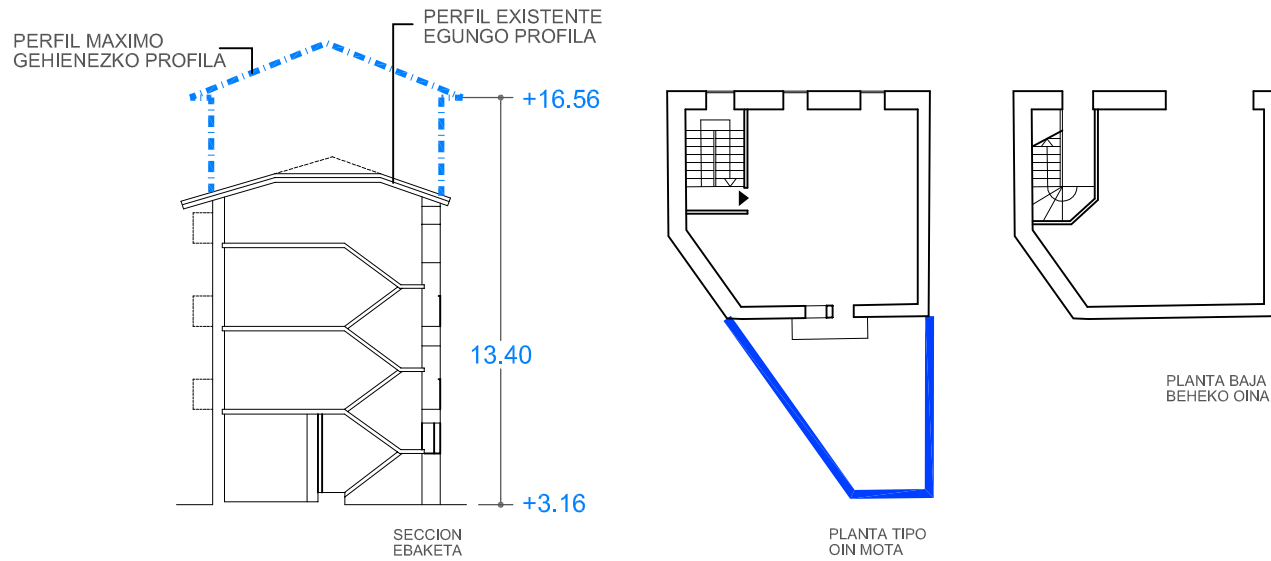 PERFIL MAXIMO
GEHIENEZKO PROFILA
PERFIL EXISTENTE
EGUNGO PROFILA
+16.56
13.40
+3.16
SECCION
EBAKETA
PLANTA TIPO
OIN MOTA
PLANTA BAJA
BEHEKO OINA